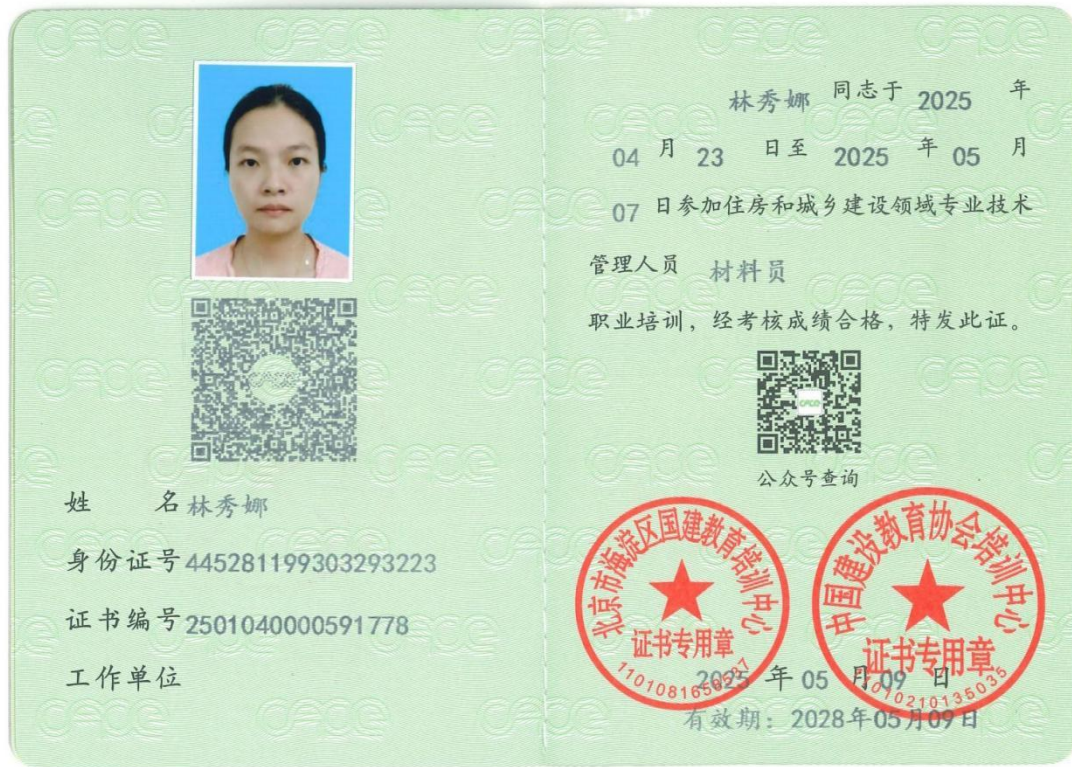 姓 名 林秀娜
身份证号 445281199303293223
证书编号 2501040000591778
工作单位
林秀娜 同志于 2025 年
04 月 23 日至 2025 年 05 月
07 日参加住房和城乡建设领域专业技术
管理人员 材料员
职业培训，经考核成绩合格，特发此证。
公众号查询
北京市海淀区国建教育培训中心
证书专用章
中国建设教育协会培训中心
证书专用章
11010210135035
2025 年 05 月 09 日
有效期：2028年05月09日